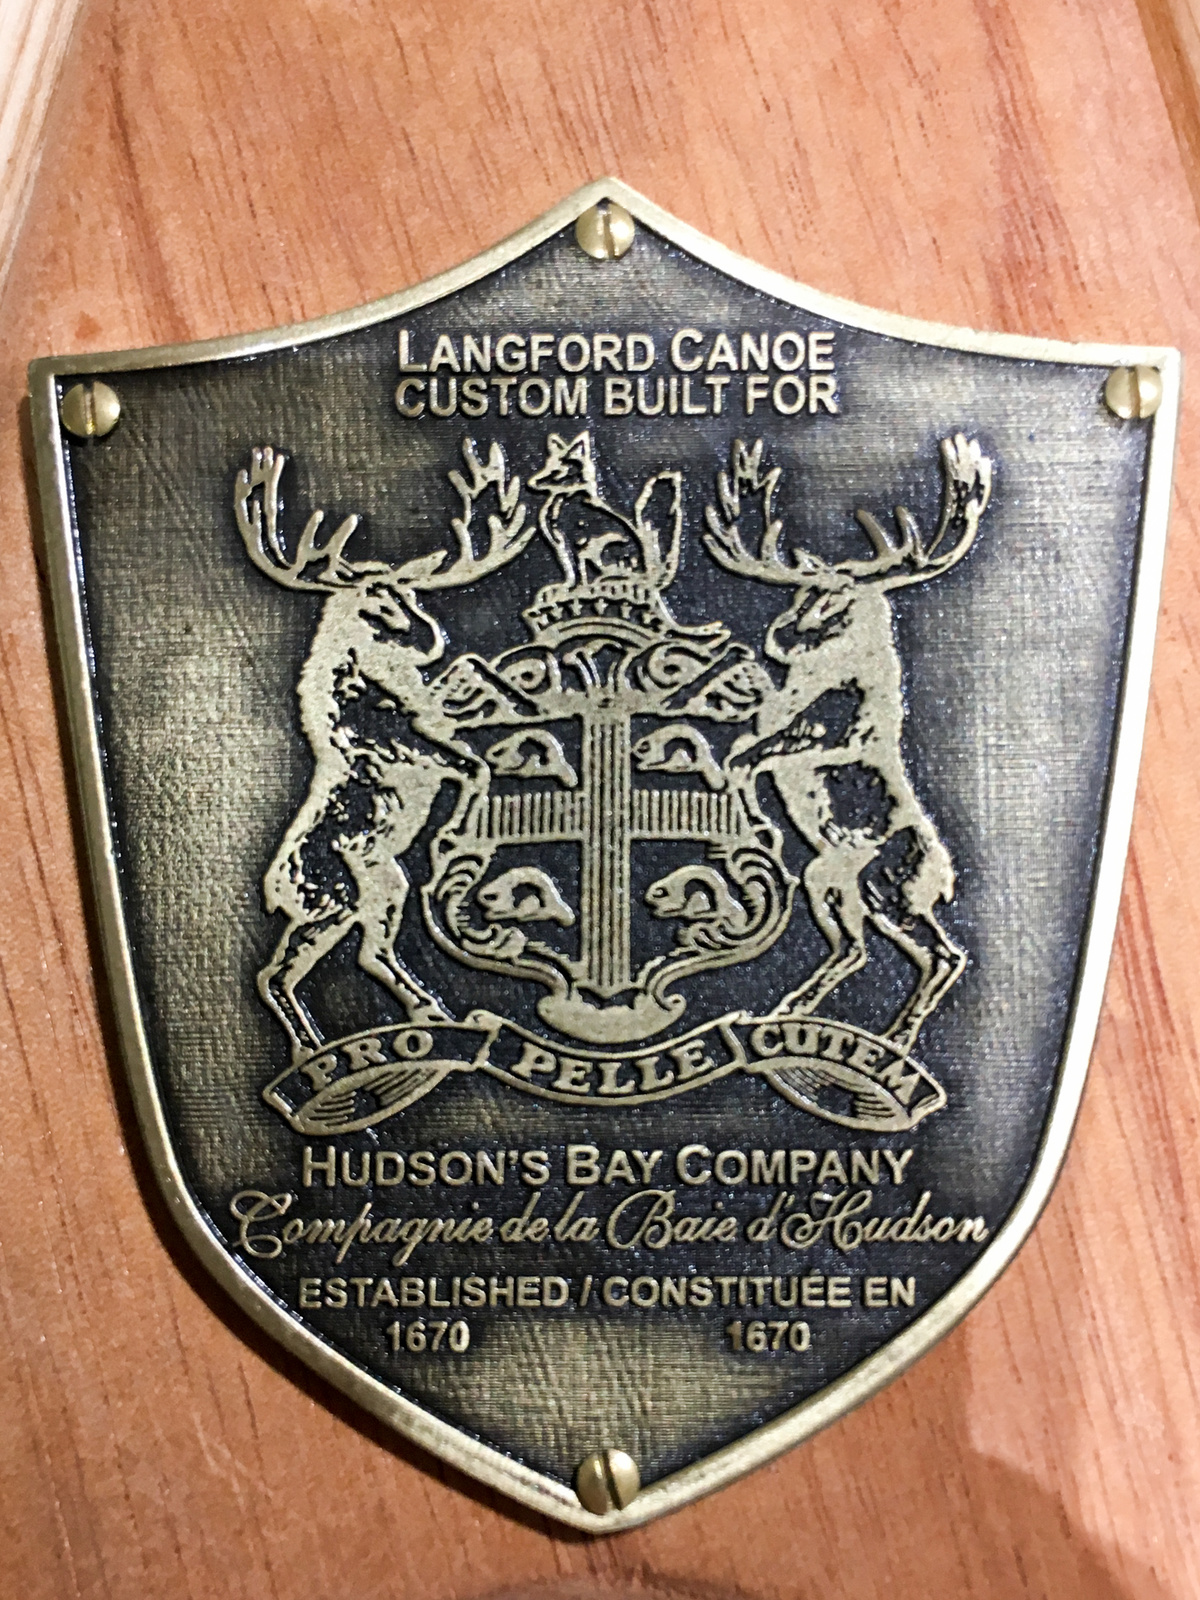 LANGFORD CANOE
CUSTOM BUILT FOR
PRO PELLE CUTEM
HUDSON'S BAY COMPANY
Compagnie de la Baie d'Hudson
ESTABLISHED / CONSTITUÉE EN
1670 1670